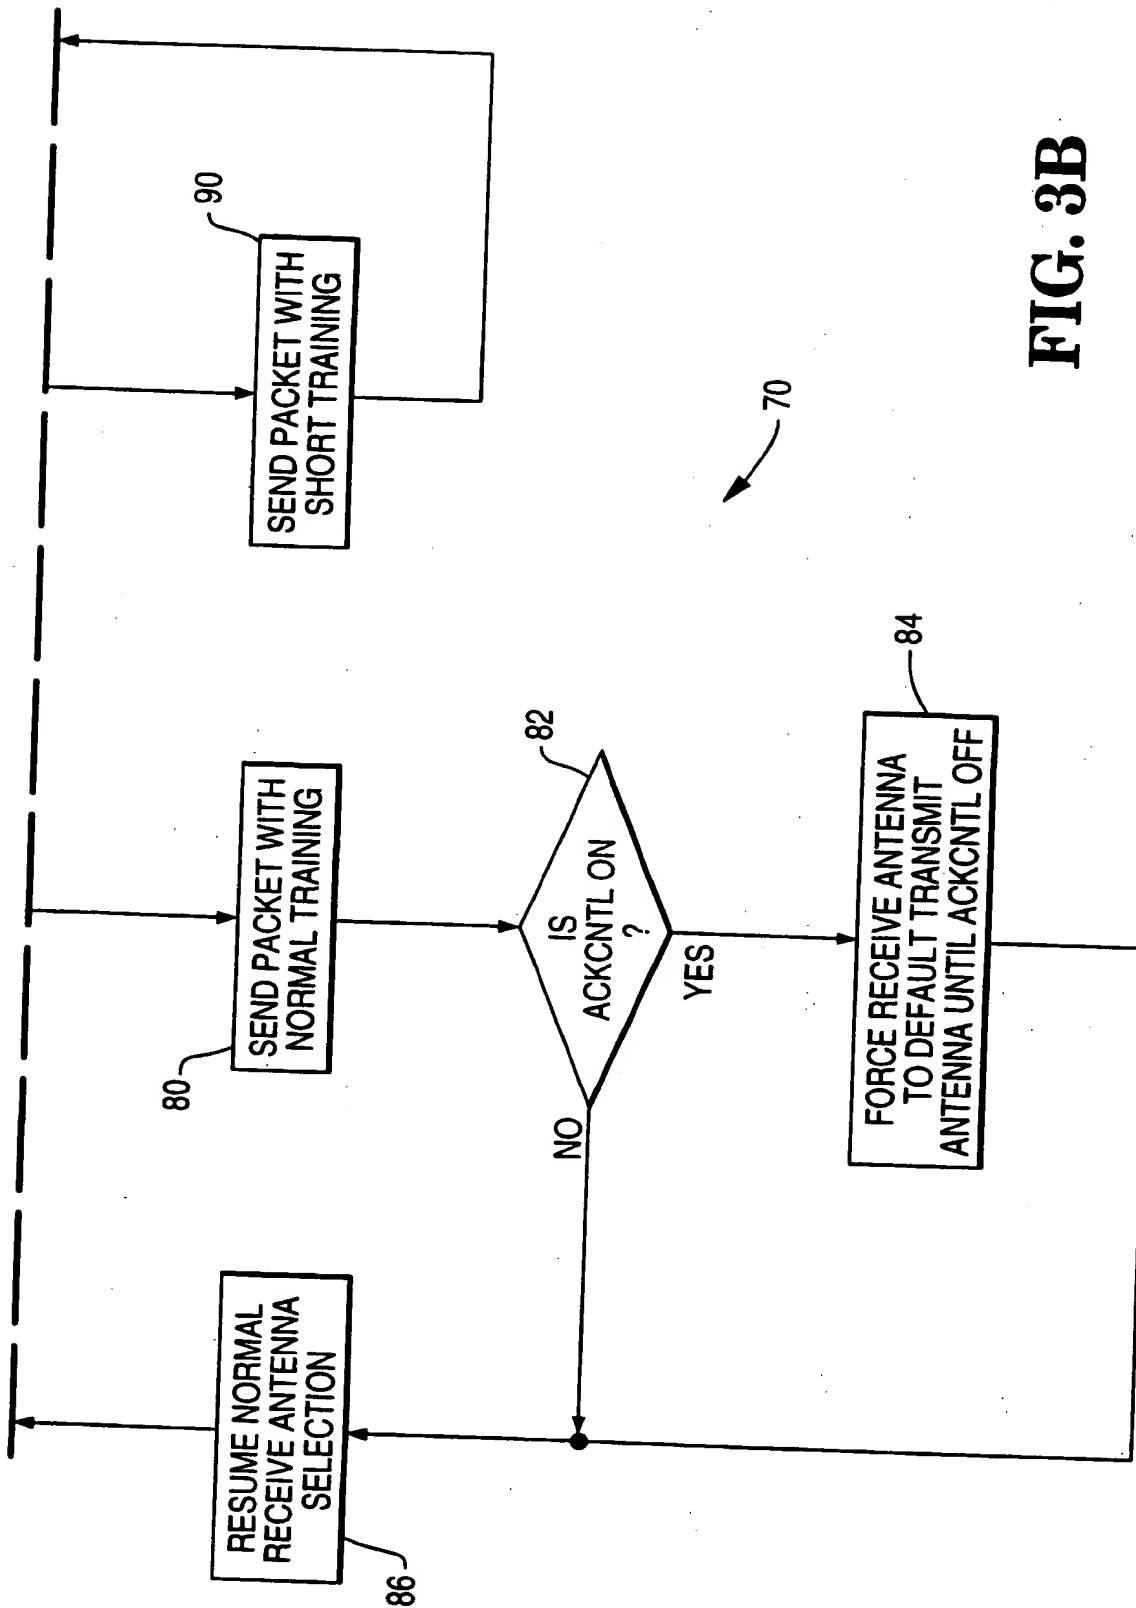 RESUME NORMAL
RECEIVE ANTENNA
SELECTION
86
SEND PACKET WITH
NORMAL TRAINING
80
SEND PACKET WITH
SHORT TRAINING
90
IS
ACKCNTL ON
?
82
NO
YES
FORCE RECEIVE ANTENNA
TO DEFAULT TRANSMIT
ANTENNA UNTIL ACKCNTL OFF
84
70
FIG. 3B